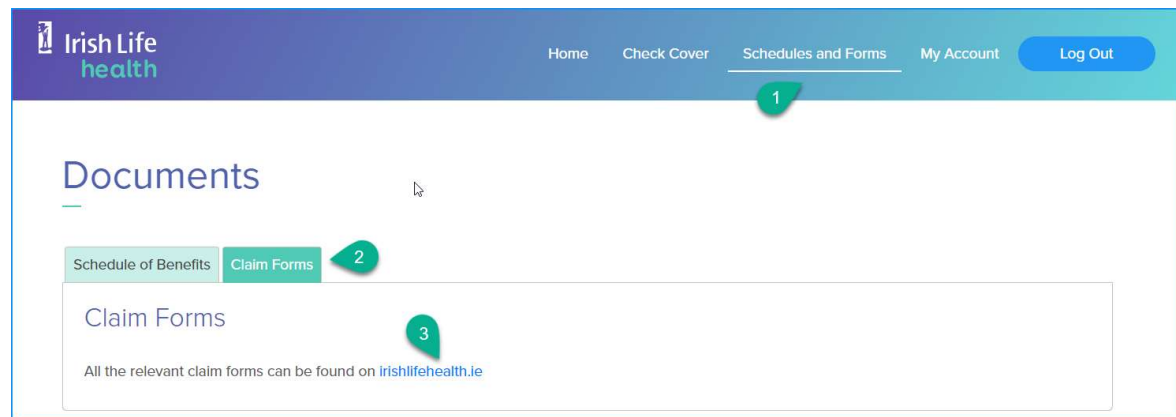 Irish Life
health
Home
Check Cover
Schedules and Forms
My Account
Log Out
1
Documents
Schedule of Benefits
Claim Forms
2
Claim Forms
3
All the relevant claim forms can be found on irishlifehealth.ie